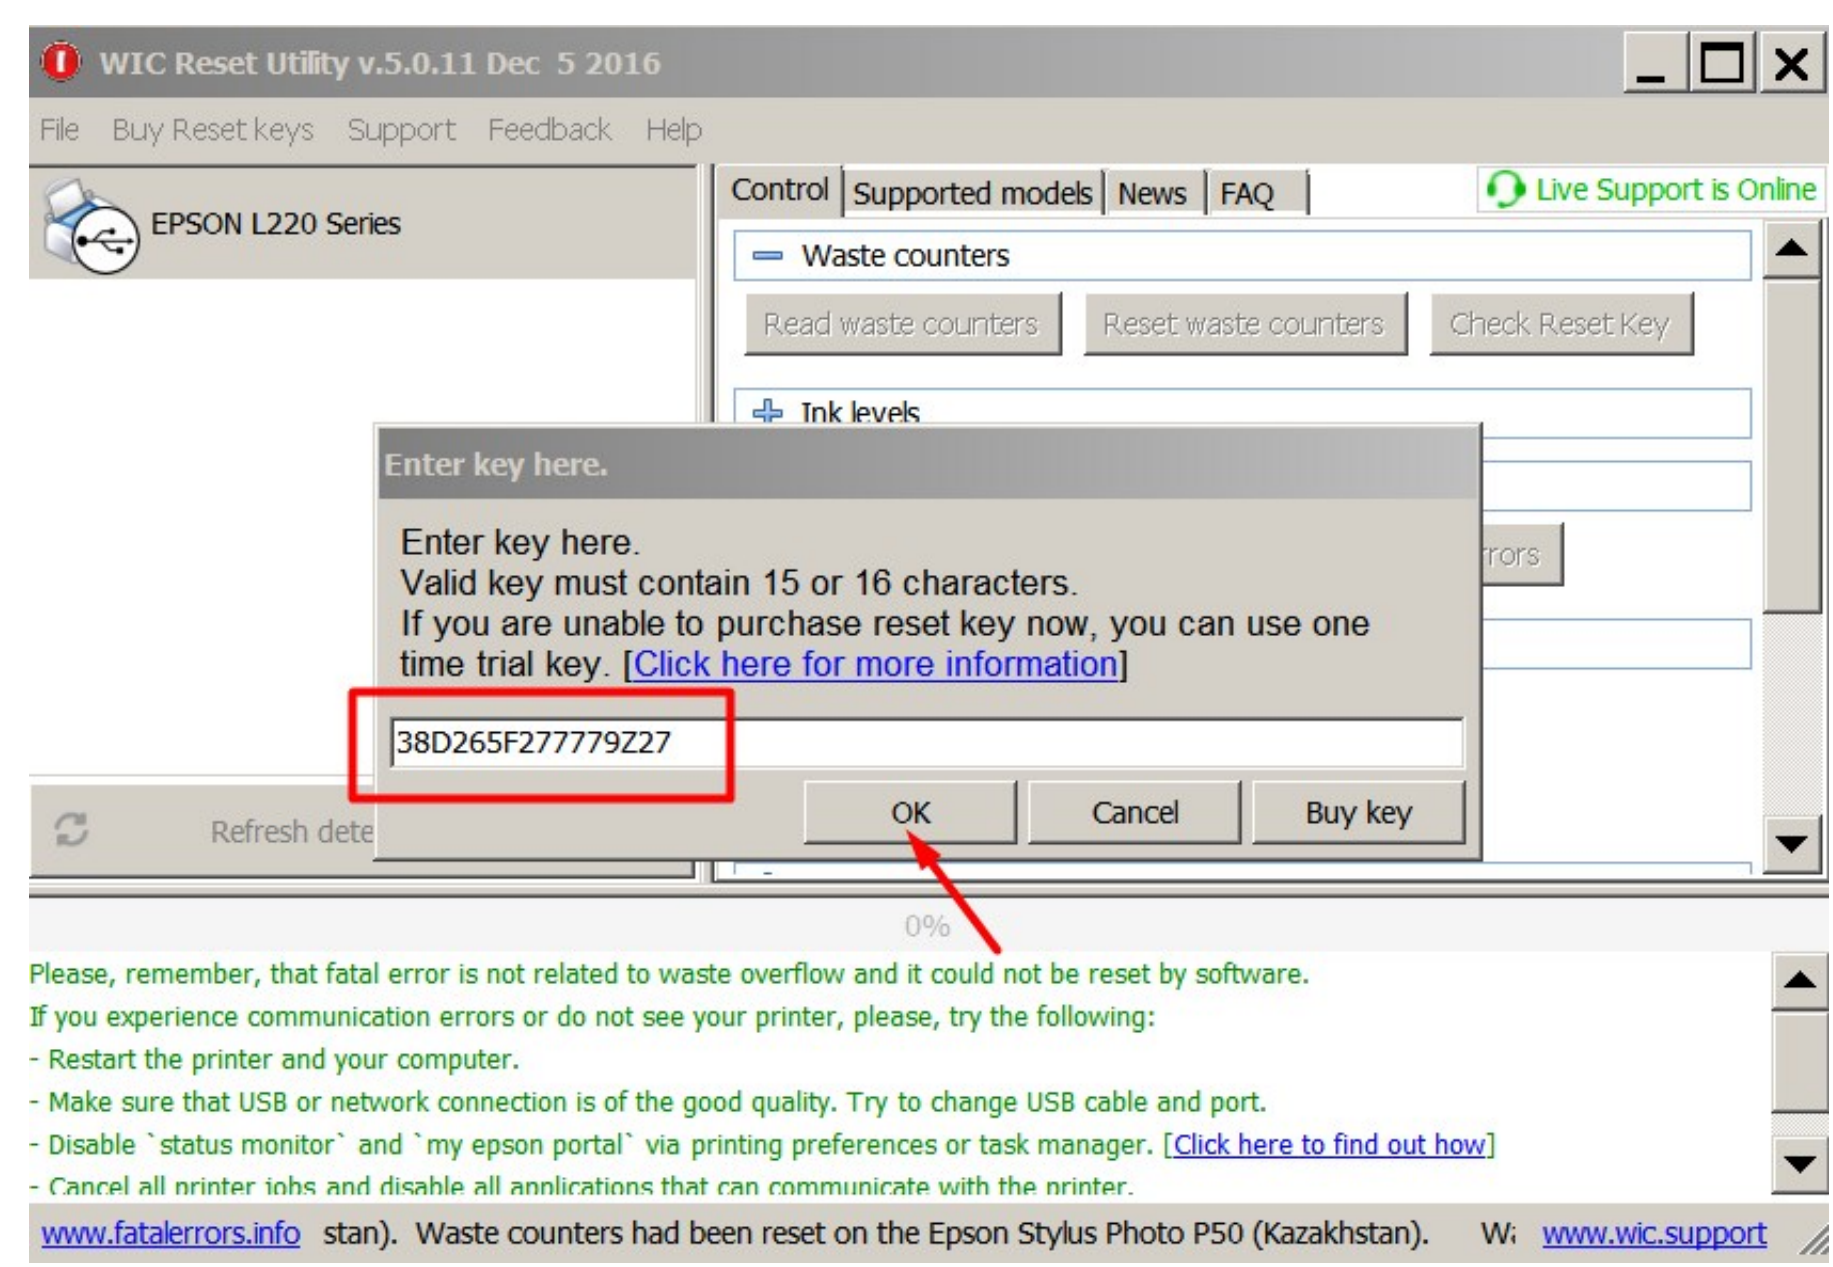 WIC Reset Utility v.5.0.11 Dec 5 2016
File Buy Reset keys Support Feedback Help
EPSON L220 Series
Control Supported models News FAQ
Live Support is Online
Waste counters
Read waste counters Reset waste counters Check Reset Key
Ink levels
Enter key here.
Enter key here.
Valid key must contain 15 or 16 characters.
If you are unable to purchase reset key now, you can use one
time trial key. [Click here for more information]
38D265F277779Z27
OK Cancel Buy key
rrors
Refresh dete
0%
Please, remember, that fatal error is not related to waste overflow and it could not be reset by software.
If you experience communication errors or do not see your printer, please, try the following:
- Restart the printer and your computer.
- Make sure that USB or network connection is of the good quality. Try to change USB cable and port.
- Disable `status monitor` and `my epson portal` via printing preferences or task manager. [Click here to find out how]
- Cancel all printer jobs and disable all applications that can communicate with the printer.
www.fatalerrors.info stan). Waste counters had been reset on the Epson Stylus Photo P50 (Kazakhstan). Wa www.wic.support